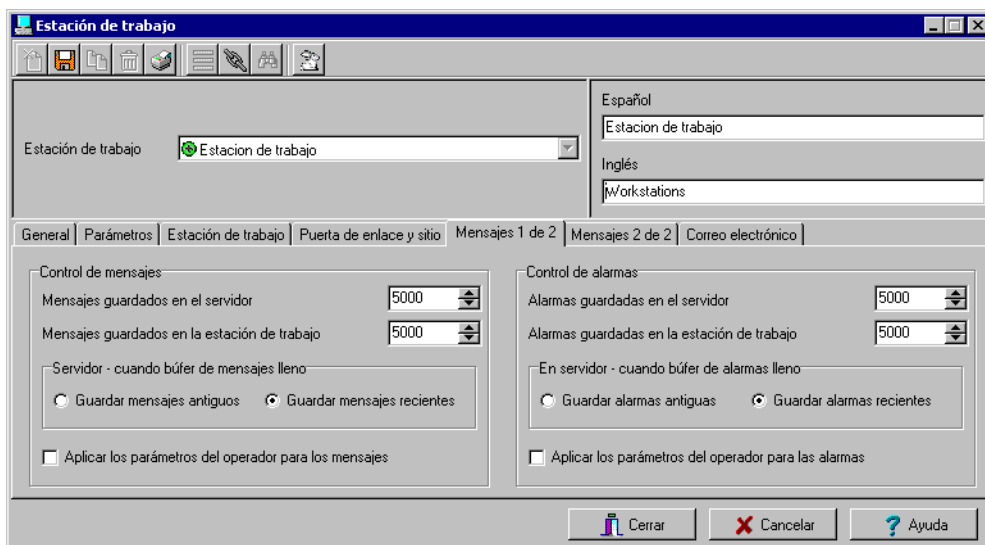 Estación de trabajo
Español
Estacion de trabajo
Estación de trabajo
Estacion de trabajo
Inglés
Workstations
General Parámetros Estación de trabajo Puerta de enlace y sitio Mensajes 1 de 2 Mensajes 2 de 2 Correo electrónico
Control de mensajes
Mensajes guardados en el servidor 5000
Mensajes guardados en la estación de trabajo 5000
Servidor - cuando búfer de mensajes lleno
Guardar mensajes antiguos Guardar mensajes recientes
Aplicar los parámetros del operador para los mensajes
Control de alarmas
Alarmas guardadas en el servidor 5000
Alarmas guardadas en la estación de trabajo 5000
En servidor - cuando búfer de alarmas lleno
Guardar alarmas antiguas Guardar alarmas recientes
Aplicar los parámetros del operador para las alarmas
Cerrar Cancelar Ayuda